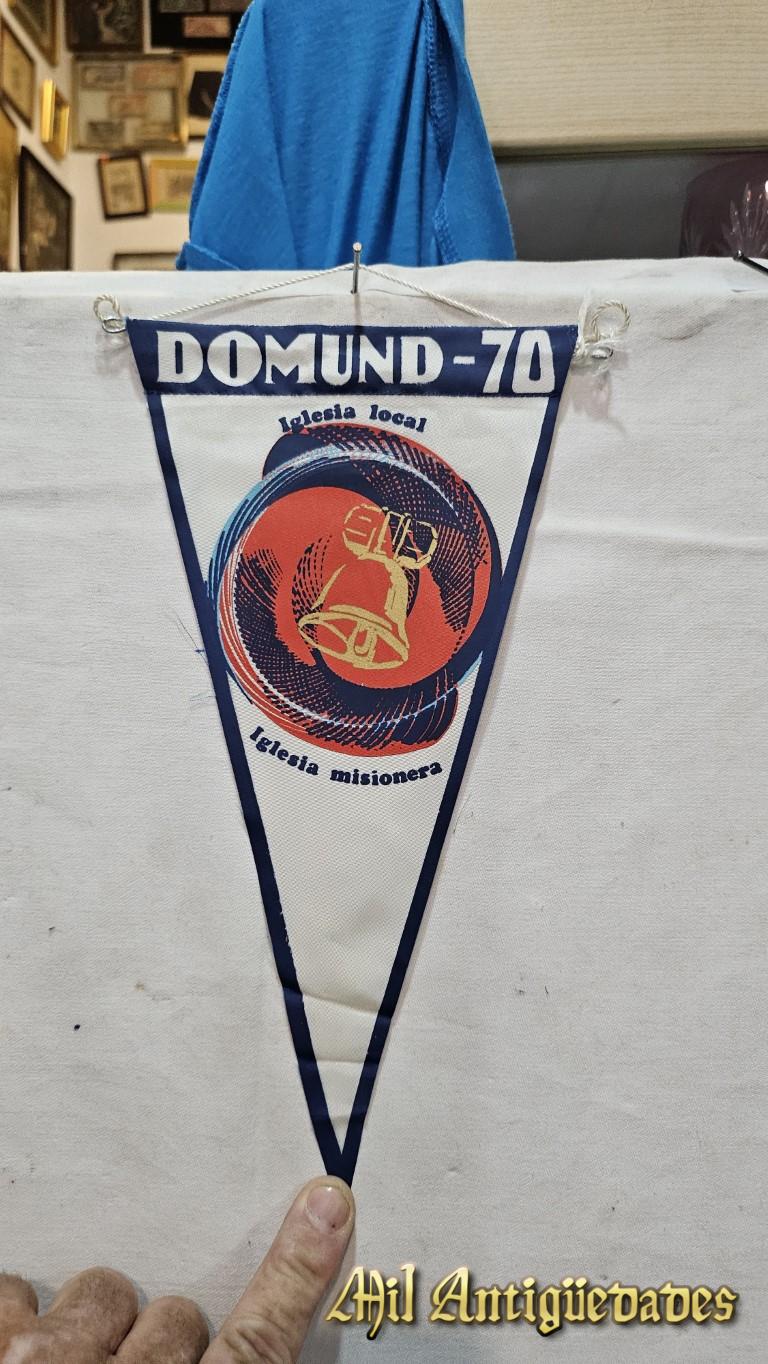 DOMUND-70
Iglesia local
Iglesia misionera
Mil Antigüedades